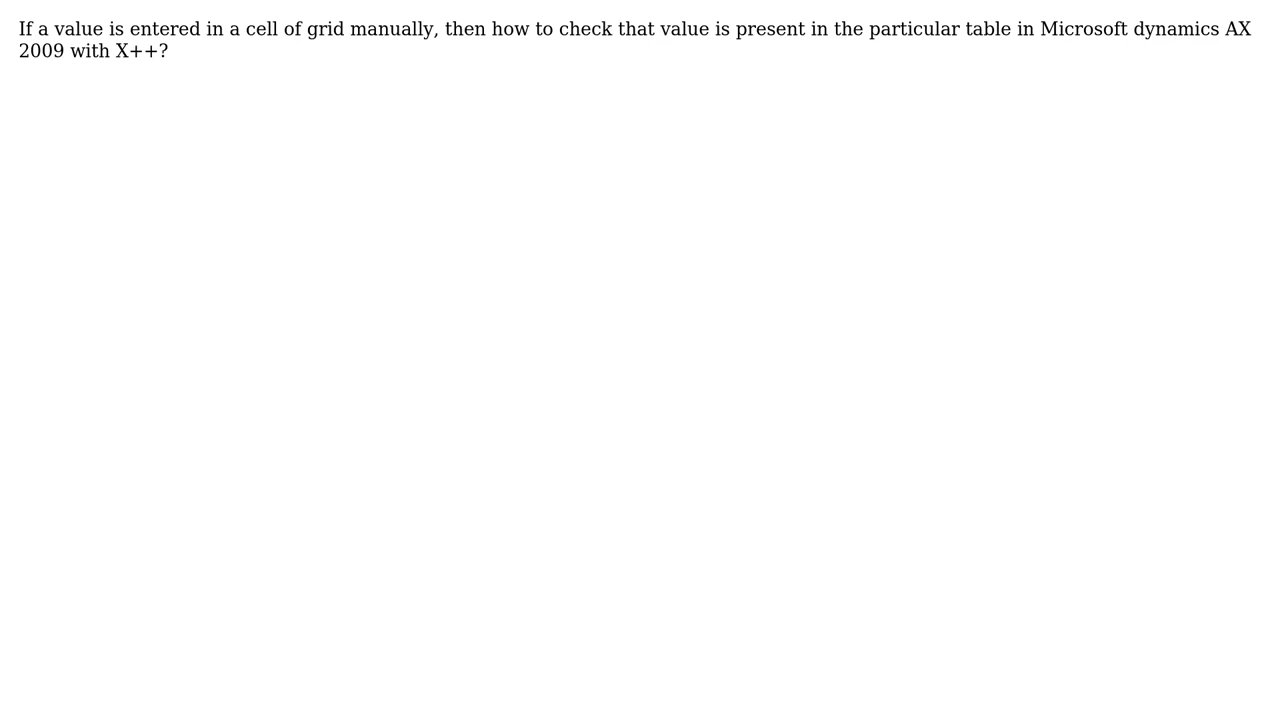 If a value is entered in a cell of grid manually, then how to check that value is present in the particular table in Microsoft dynamics AX
2009 with X++?